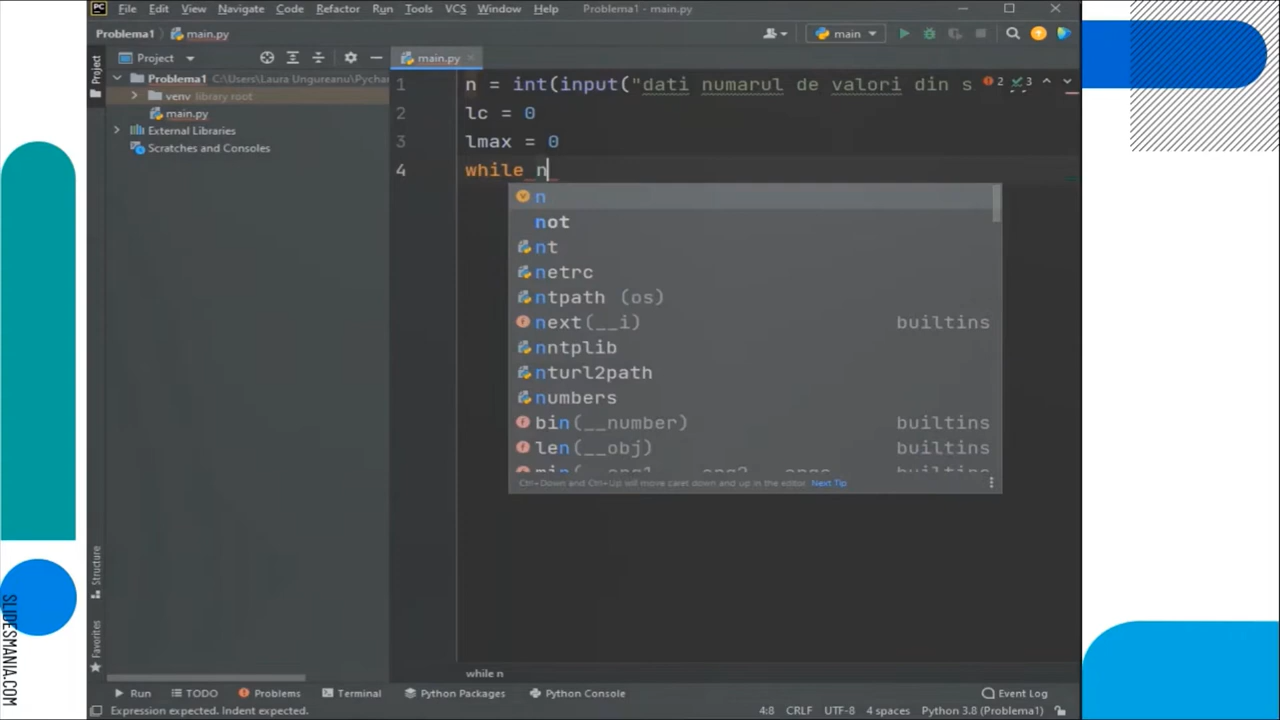 PC File Edit View Navigate Code Refactor Run Tools VCS Window Help Problema1 - main.py
Problema1 main.py main
Project main.py
Project
Problema1 C:\Users\Laura Ungureanu\Pychar
venv library root
main.py
External Libraries
Scratches and Consoles
1 n = int(input("dati numarul de valori din s 2 3
2 lc = 0
3 lmax = 0
4 while n
n
not
nt
netrc
ntpath (os)
next(__i) builtins
nntplib
nturl2path
numbers
bin(__number) builtins
len(__obj) builtins
Ctrl+Down and Ctrl+Up will move caret down and up in the editor Next Tip
Structure
Favorites
while n
Run TODO Problems Terminal Python Packages Python Console Event Log
Expression expected. Indent expected. 4:8 CRLF UTF-8 4 spaces Python 3.8 (Problema1)
SLIDESMANIA.COM